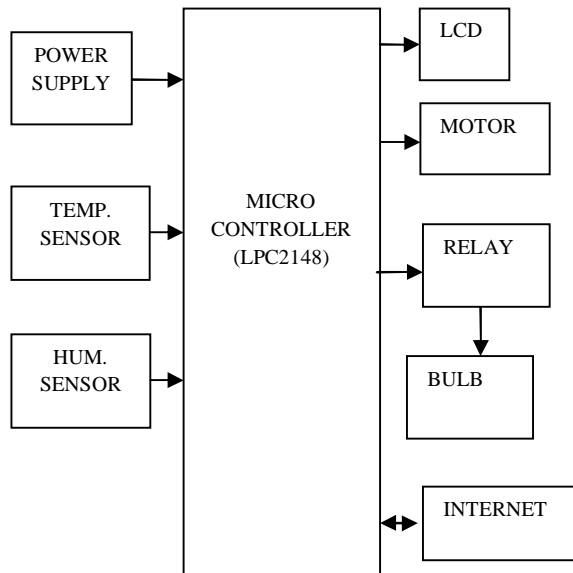 POWER
SUPPLY
TEMP.
SENSOR
HUM.
SENSOR
MICRO
CONTROLLER
(LPC2148)
LCD
MOTOR
RELAY
BULB
INTERNET